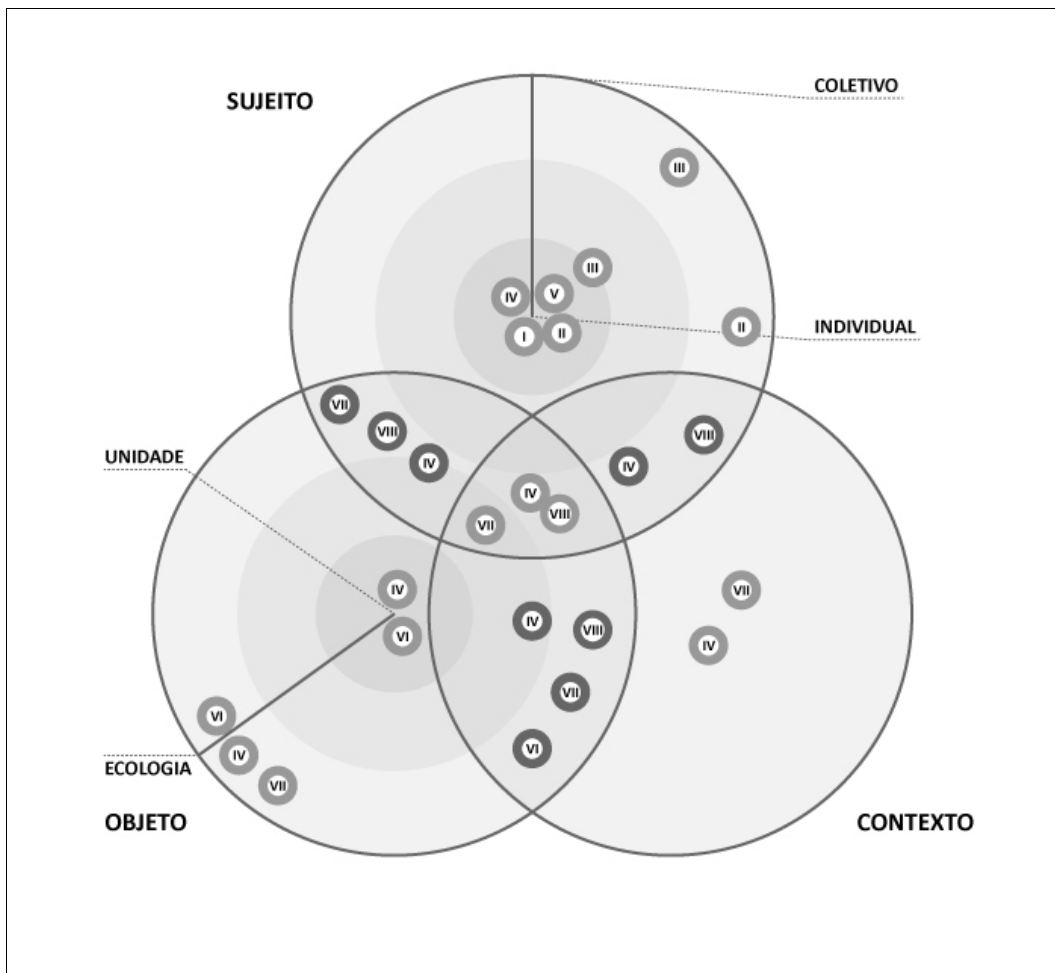 COLETIVO
SUJEITO
III
III
V
IV
II
INDIVIDUAL
I
II
VII
VIII
VIII
IV
UNIDADE
IV
IV
VIII
VII
IV
VII
IV
VIII
VI
IV
VII
VI
VI
IV
ECOLOGIA
VII
OBJETO
CONTEXTO